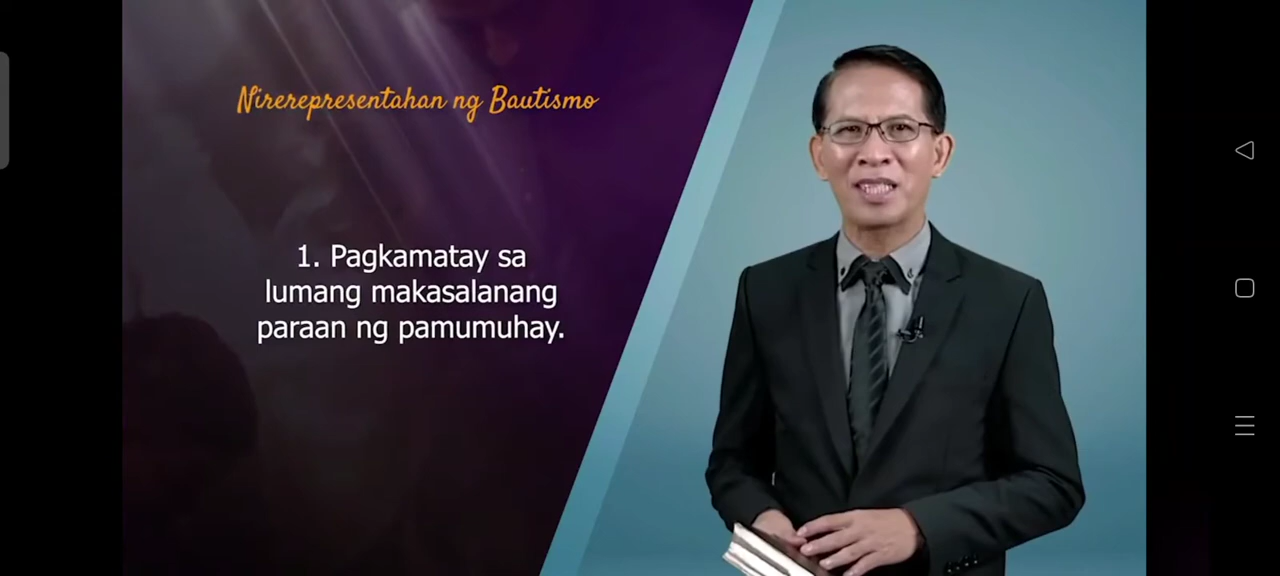 Nirerepresentahan ng Bautismo
1. Pagkamatay sa
lumang makasalanang
paraan ng pamumuhay.